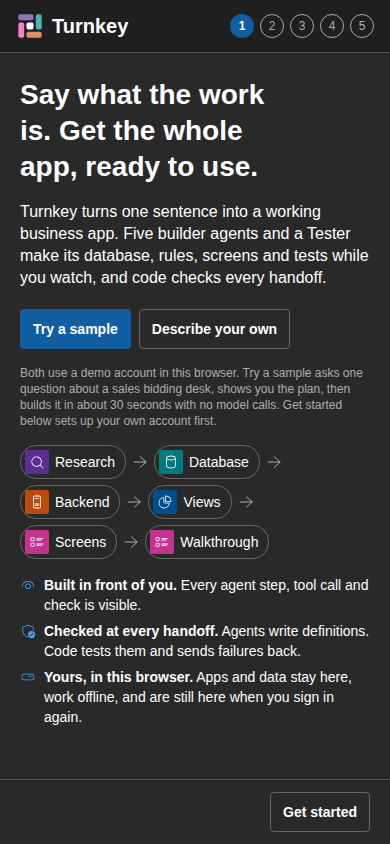 Turnkey
1 2 3 4 5
Say what the work
is. Get the whole
app, ready to use.
Turnkey turns one sentence into a working
business app. Five builder agents and a Tester
make its database, rules, screens and tests while
you watch, and code checks every handoff.
Try a sample
Describe your own
Both use a demo account in this browser. Try a sample asks one
question about a sales bidding desk, shows you the plan, then
builds it in about 30 seconds with no model calls. Get started
below sets up your own account first.
Research
Database
Backend
Views
Screens
Walkthrough
Built in front of you. Every agent step, tool call and
check is visible.
Checked at every handoff. Agents write definitions.
Code tests them and sends failures back.
Yours, in this browser. Apps and data stay here,
work offline, and are still here when you sign in
again.
Get started